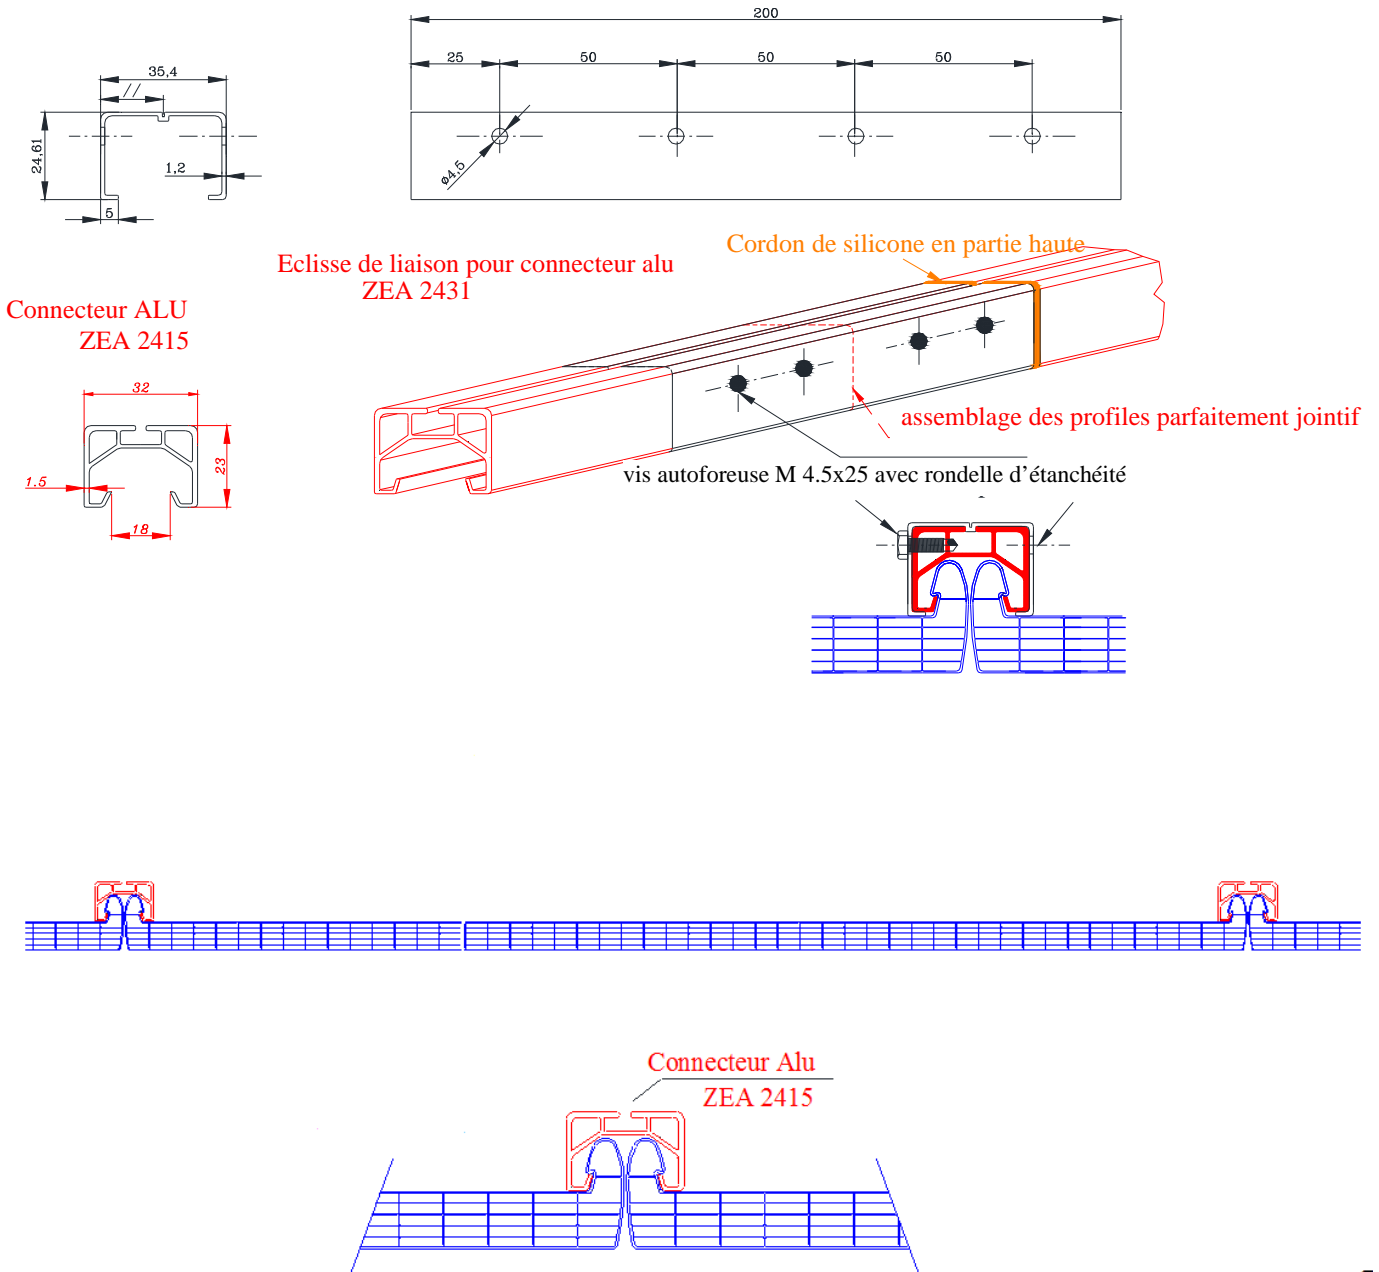 200
25 50 50 50
35,4
//
24,61
1,2
5
ø4,5
Cordon de silicone en partie haute
Eclisse de liaison pour connecteur alu
ZEA 2431
Connecteur ALU
ZEA 2415
32
23
1.5
18
assemblage des profiles parfaitement jointif
vis autoforeuse M 4.5x25 avec rondelle d’étanchéité
Connecteur Alu
ZEA 2415